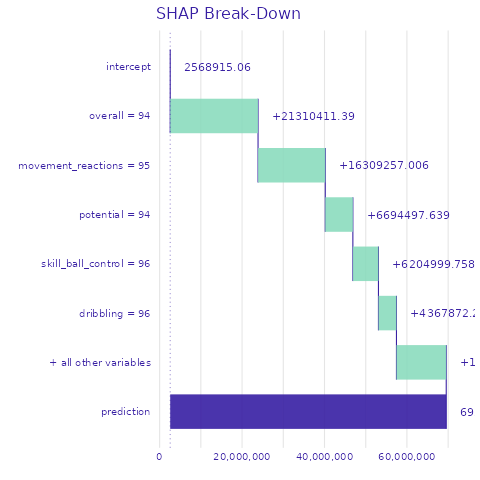 SHAP Break-Down
intercept 2568915.06
overall = 94 +21310411.39
movement_reactions = 95 +16309257.006
potential = 94 +6694497.639
skill_ball_control = 96 +6204999.758
dribbling = 96 +4367872.2
+ all other variables +1
prediction 69
0 20,000,000 40,000,000 60,000,000